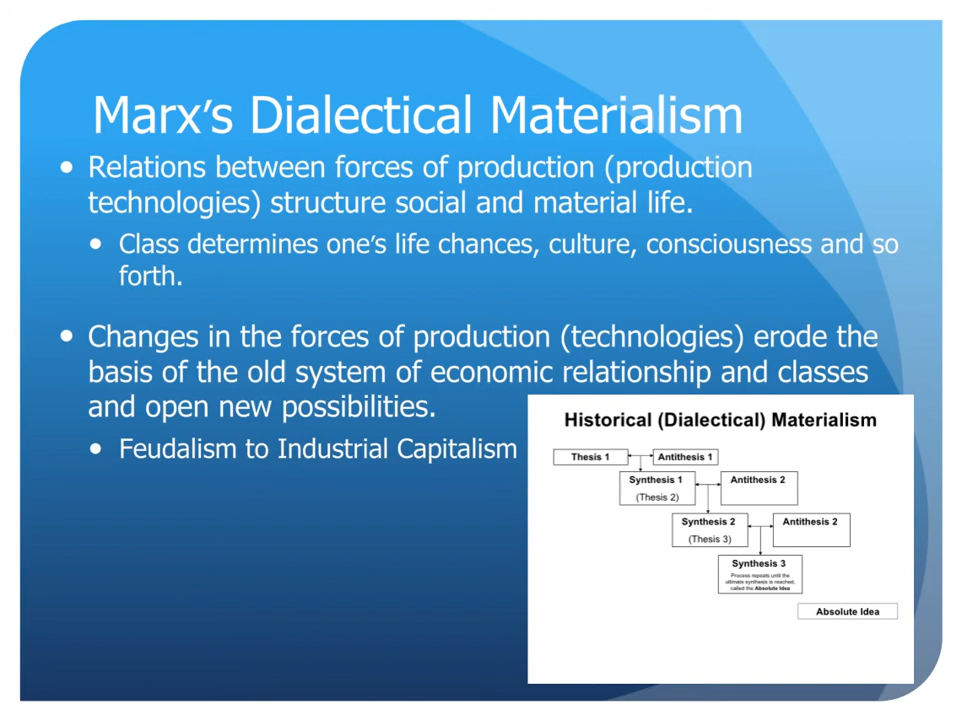 Marx’s Dialectical Materialism
• Relations between forces of production (production
technologies) structure social and material life.
• Class determines one’s life chances, culture, consciousness and so
forth.
• Changes in the forces of production (technologies) erode the
basis of the old system of economic relationship and classes
and open new possibilities.
• Feudalism to Industrial Capitalism
Historical (Dialectical) Materialism
Thesis 1
Antithesis 1
Synthesis 1
(Thesis 2)
Antithesis 2
Synthesis 2
(Thesis 3)
Antithesis 2
Synthesis 3
Process repeats until the
ultimate synthesis is reached,
called the Absolute Idea
Absolute Idea